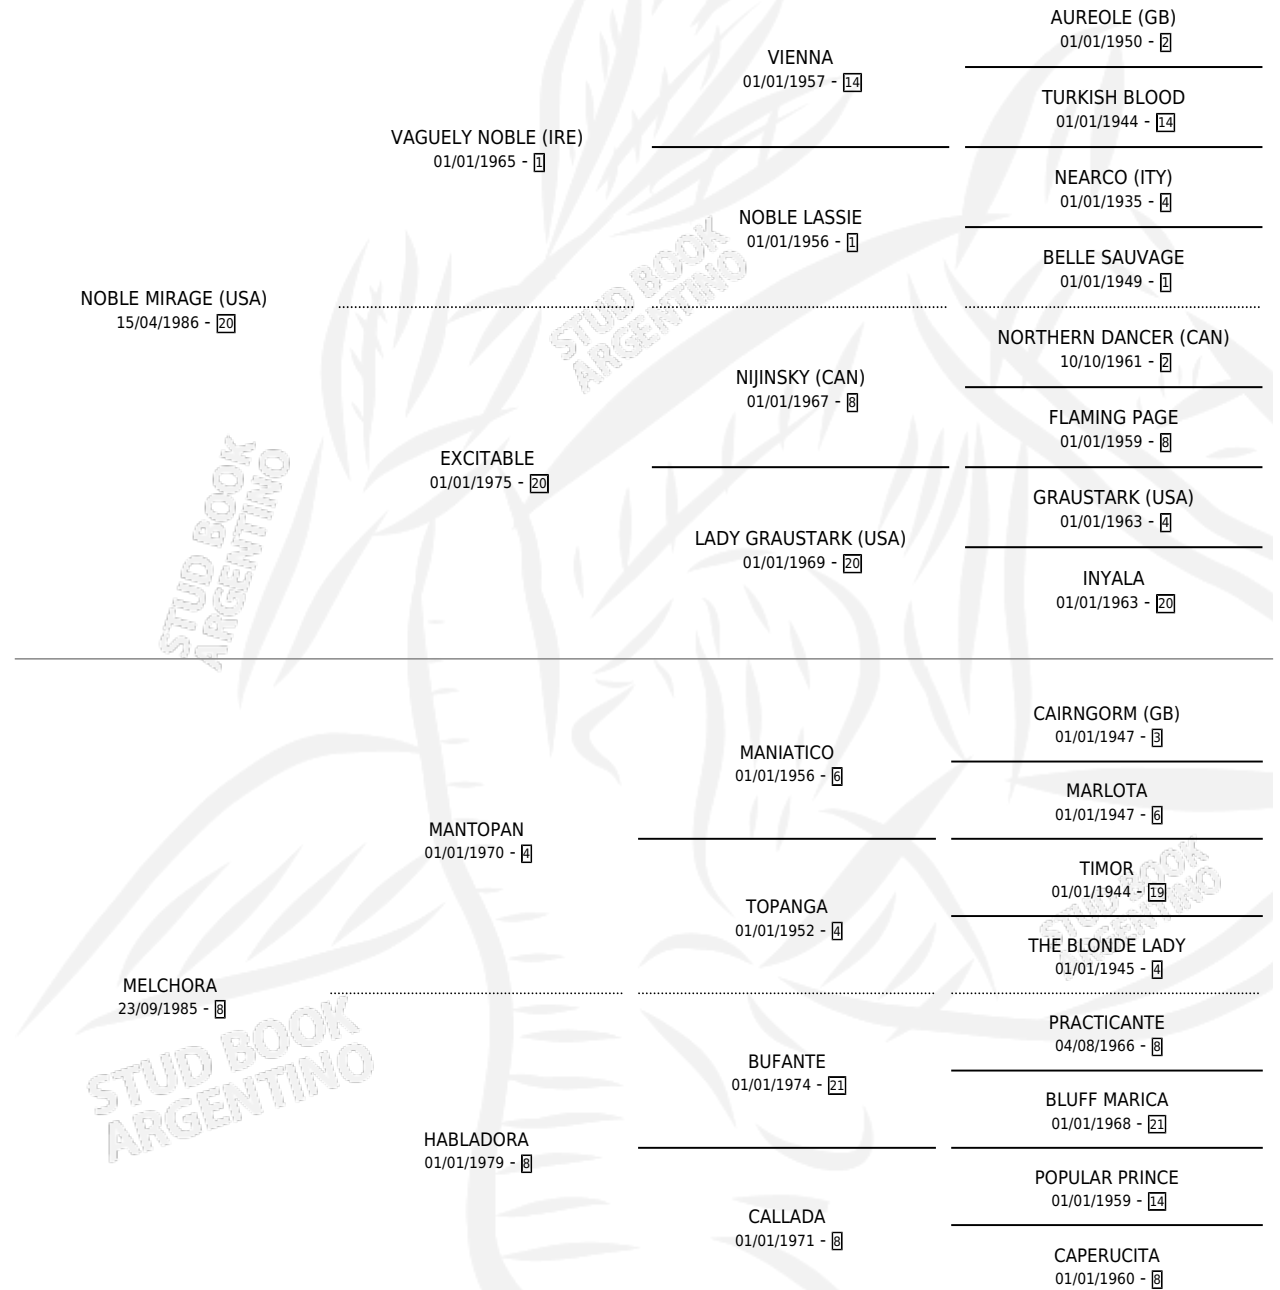 AUREOLE (GB)
01/01/1950 - 2
VIENNA
01/01/1957 - 14
TURKISH BLOOD
01/01/1944 - 14
VAGUELY NOBLE (IRE)
01/01/1965 - 1
NEARCO (ITY)
01/01/1935 - 4
NOBLE LASSIE
01/01/1956 - 1
BELLE SAUVAGE
01/01/1949 - 1
NOBLE MIRAGE (USA)
15/04/1986 - 20
NORTHERN DANCER (CAN)
10/10/1961 - 2
NIJINSKY (CAN)
01/01/1967 - 8
FLAMING PAGE
01/01/1959 - 8
EXCITABLE
01/01/1975 - 20
GRAUSTARK (USA)
01/01/1963 - 4
LADY GRAUSTARK (USA)
01/01/1969 - 20
INYALA
01/01/1963 - 20
CAIRNGORM (GB)
01/01/1947 - 3
MANIATICO
01/01/1956 - 6
MARLOTA
01/01/1947 - 6
MANTOPAN
01/01/1970 - 4
TIMOR
01/01/1944 - 19
TOPANGA
01/01/1952 - 4
THE BLONDE LADY
01/01/1945 - 4
MELCHORA
23/09/1985 - 8
PRACTICANTE
04/08/1966 - 8
BUFANTE
01/01/1974 - 21
BLUFF MARICA
01/01/1968 - 21
HABLADORA
01/01/1979 - 8
POPULAR PRINCE
01/01/1959 - 14
CALLADA
01/01/1971 - 8
CAPERUCITA
01/01/1960 - 8
STUD BOOK
ARGENTINO
STUD BOOK
ARGENTINO
STUD BOOK
ARGENTINO
STUD BOOK
ARGENTINO